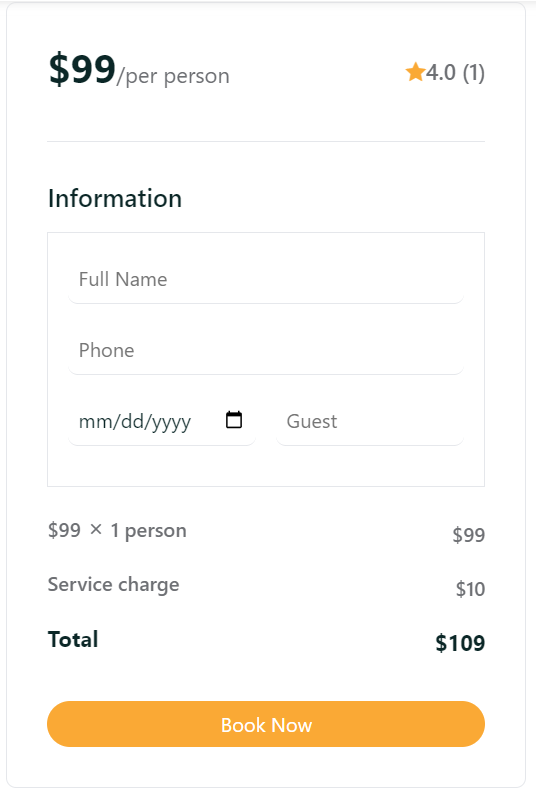 $99/per person 4.0 (1)
Information
Full Name
Phone
mm/dd/yyyy Guest
$99 × 1 person $99
Service charge $10
Total $109
Book Now